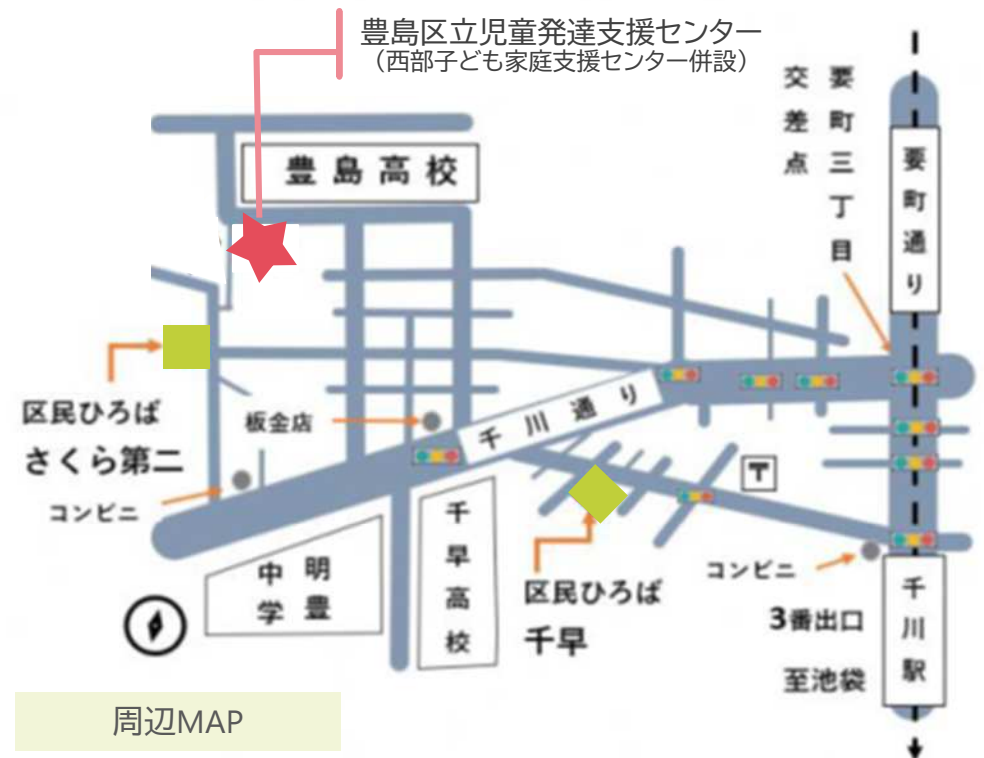 豊島区立児童発達支援センター
（西部子ども家庭支援センター併設）
要町三丁目
交差点
要町通り
豊島高校
区民ひろば
さくら第二
板金店
千川通り
コンビニ
〒
中学
明豊
千早高校
区民ひろば
千早
コンビニ
3番出口
至池袋
千川駅
周辺MAP